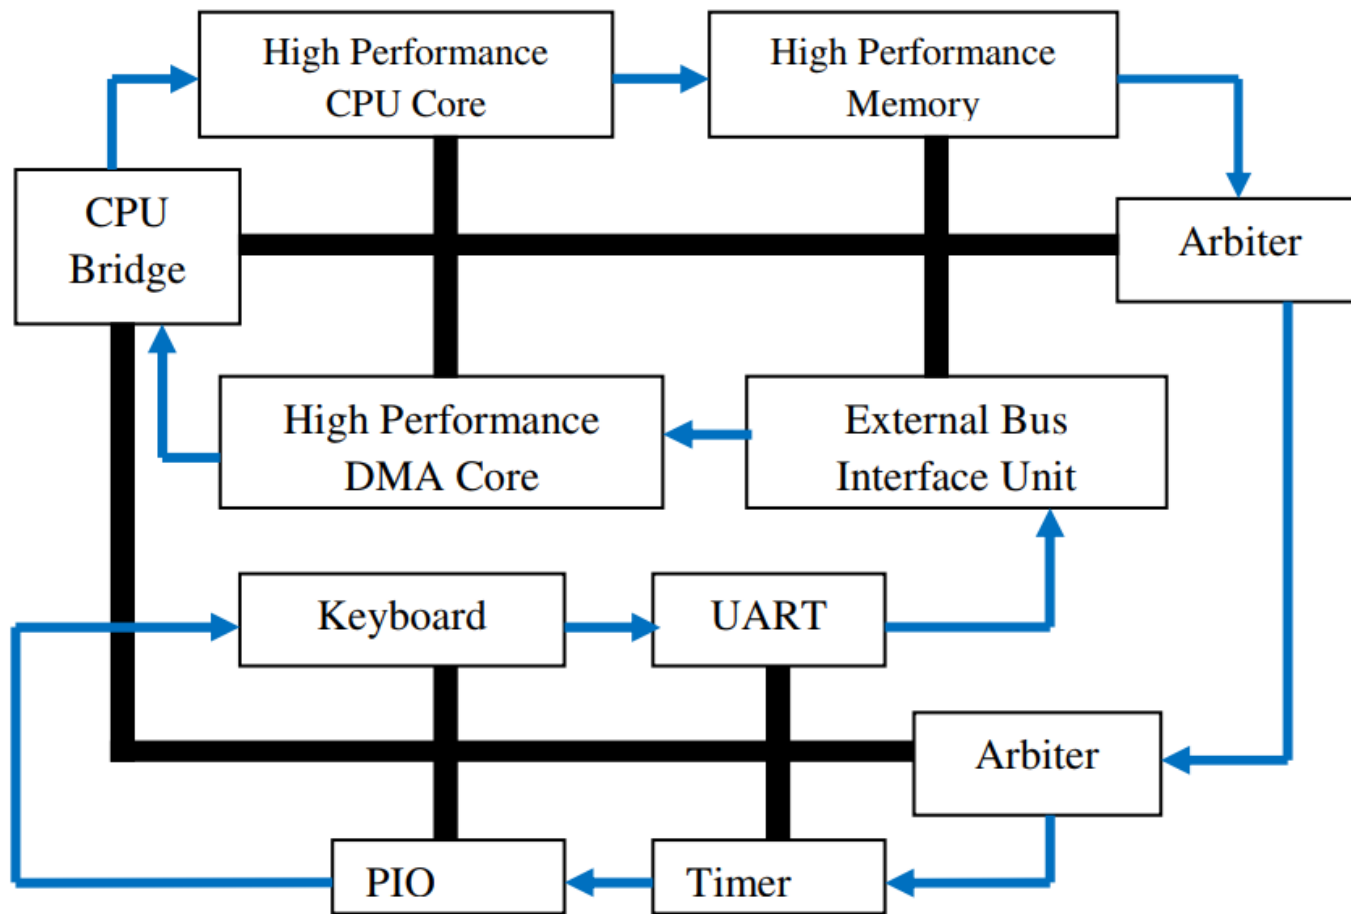 High Performance
CPU Core
High Performance
Memory
CPU
Bridge
Arbiter
High Performance
DMA Core
External Bus
Interface Unit
Keyboard
UART
Arbiter
PIO
Timer